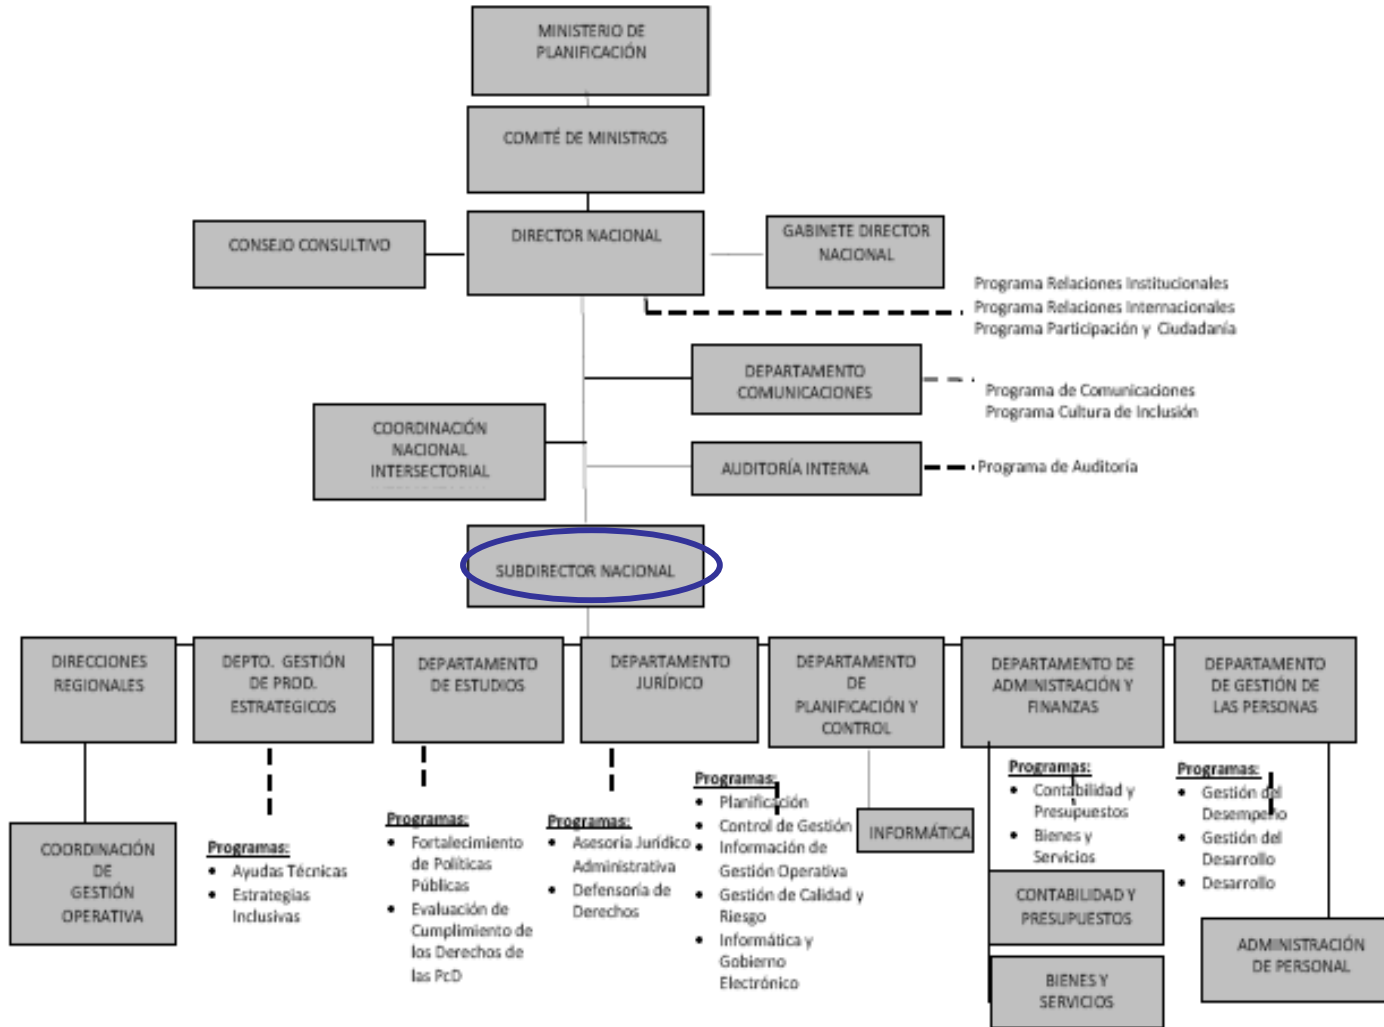 MINISTERIO DE
PLANIFICACIÓN
COMITÉ DE MINISTROS
CONSEJO CONSULTIVO
DIRECTOR NACIONAL
GABINETE DIRECTOR
NACIONAL
Programa Relaciones Institucionales
Programa Relaciones Internacionales
Programa Participación y Ciudadanía
DEPARTAMENTO
COMUNICACIONES
Programa de Comunicaciones
Programa Cultura de Inclusión
COORDINACIÓN
NACIONAL
INTERSECTORIAL
AUDITORÍA INTERNA
Programa de Auditoría
SUBDIRECTOR NACIONAL
DIRECCIONES
REGIONALES
DEPTO. GESTIÓN
DE PROD.
ESTRATEGICOS
DEPARTAMENTO
DE ESTUDIOS
DEPARTAMENTO
JURÍDICO
DEPARTAMENTO
DE
PLANIFICACIÓN Y
CONTROL
DEPARTAMENTO DE
ADMINISTRACIÓN Y
FINANZAS
DEPARTAMENTO
DE GESTIÓN DE
LAS PERSONAS
COORDINACIÓN
DE
GESTIÓN
OPERATIVA
Programas:
• Ayudas Técnicas
• Estrategias
Inclusivas
Programas:
• Fortalecimiento
de Políticas
Públicas
• Evaluación de
Cumplimiento de
los Derechos de
las PcD
Programas:
• Asesoría Jurídico
Administrativa
• Defensoría de
Derechos
Programas:
• Planificación
• Control de Gestión
• Información de
Gestión Operativa
• Gestión de Calidad y
Riesgo
• Informática y
Gobierno
Electrónico
INFORMÁTICA
Programas:
• Contabilidad y
Presupuestos
• Bienes y
Servicios
CONTABILIDAD Y
PRESUPUESTOS
BIENES Y
SERVICIOS
Programas:
• Gestión del
Desempeño
• Gestión del
Desarrollo
• Desarrollo
ADMINISTRACIÓN
DE PERSONAL